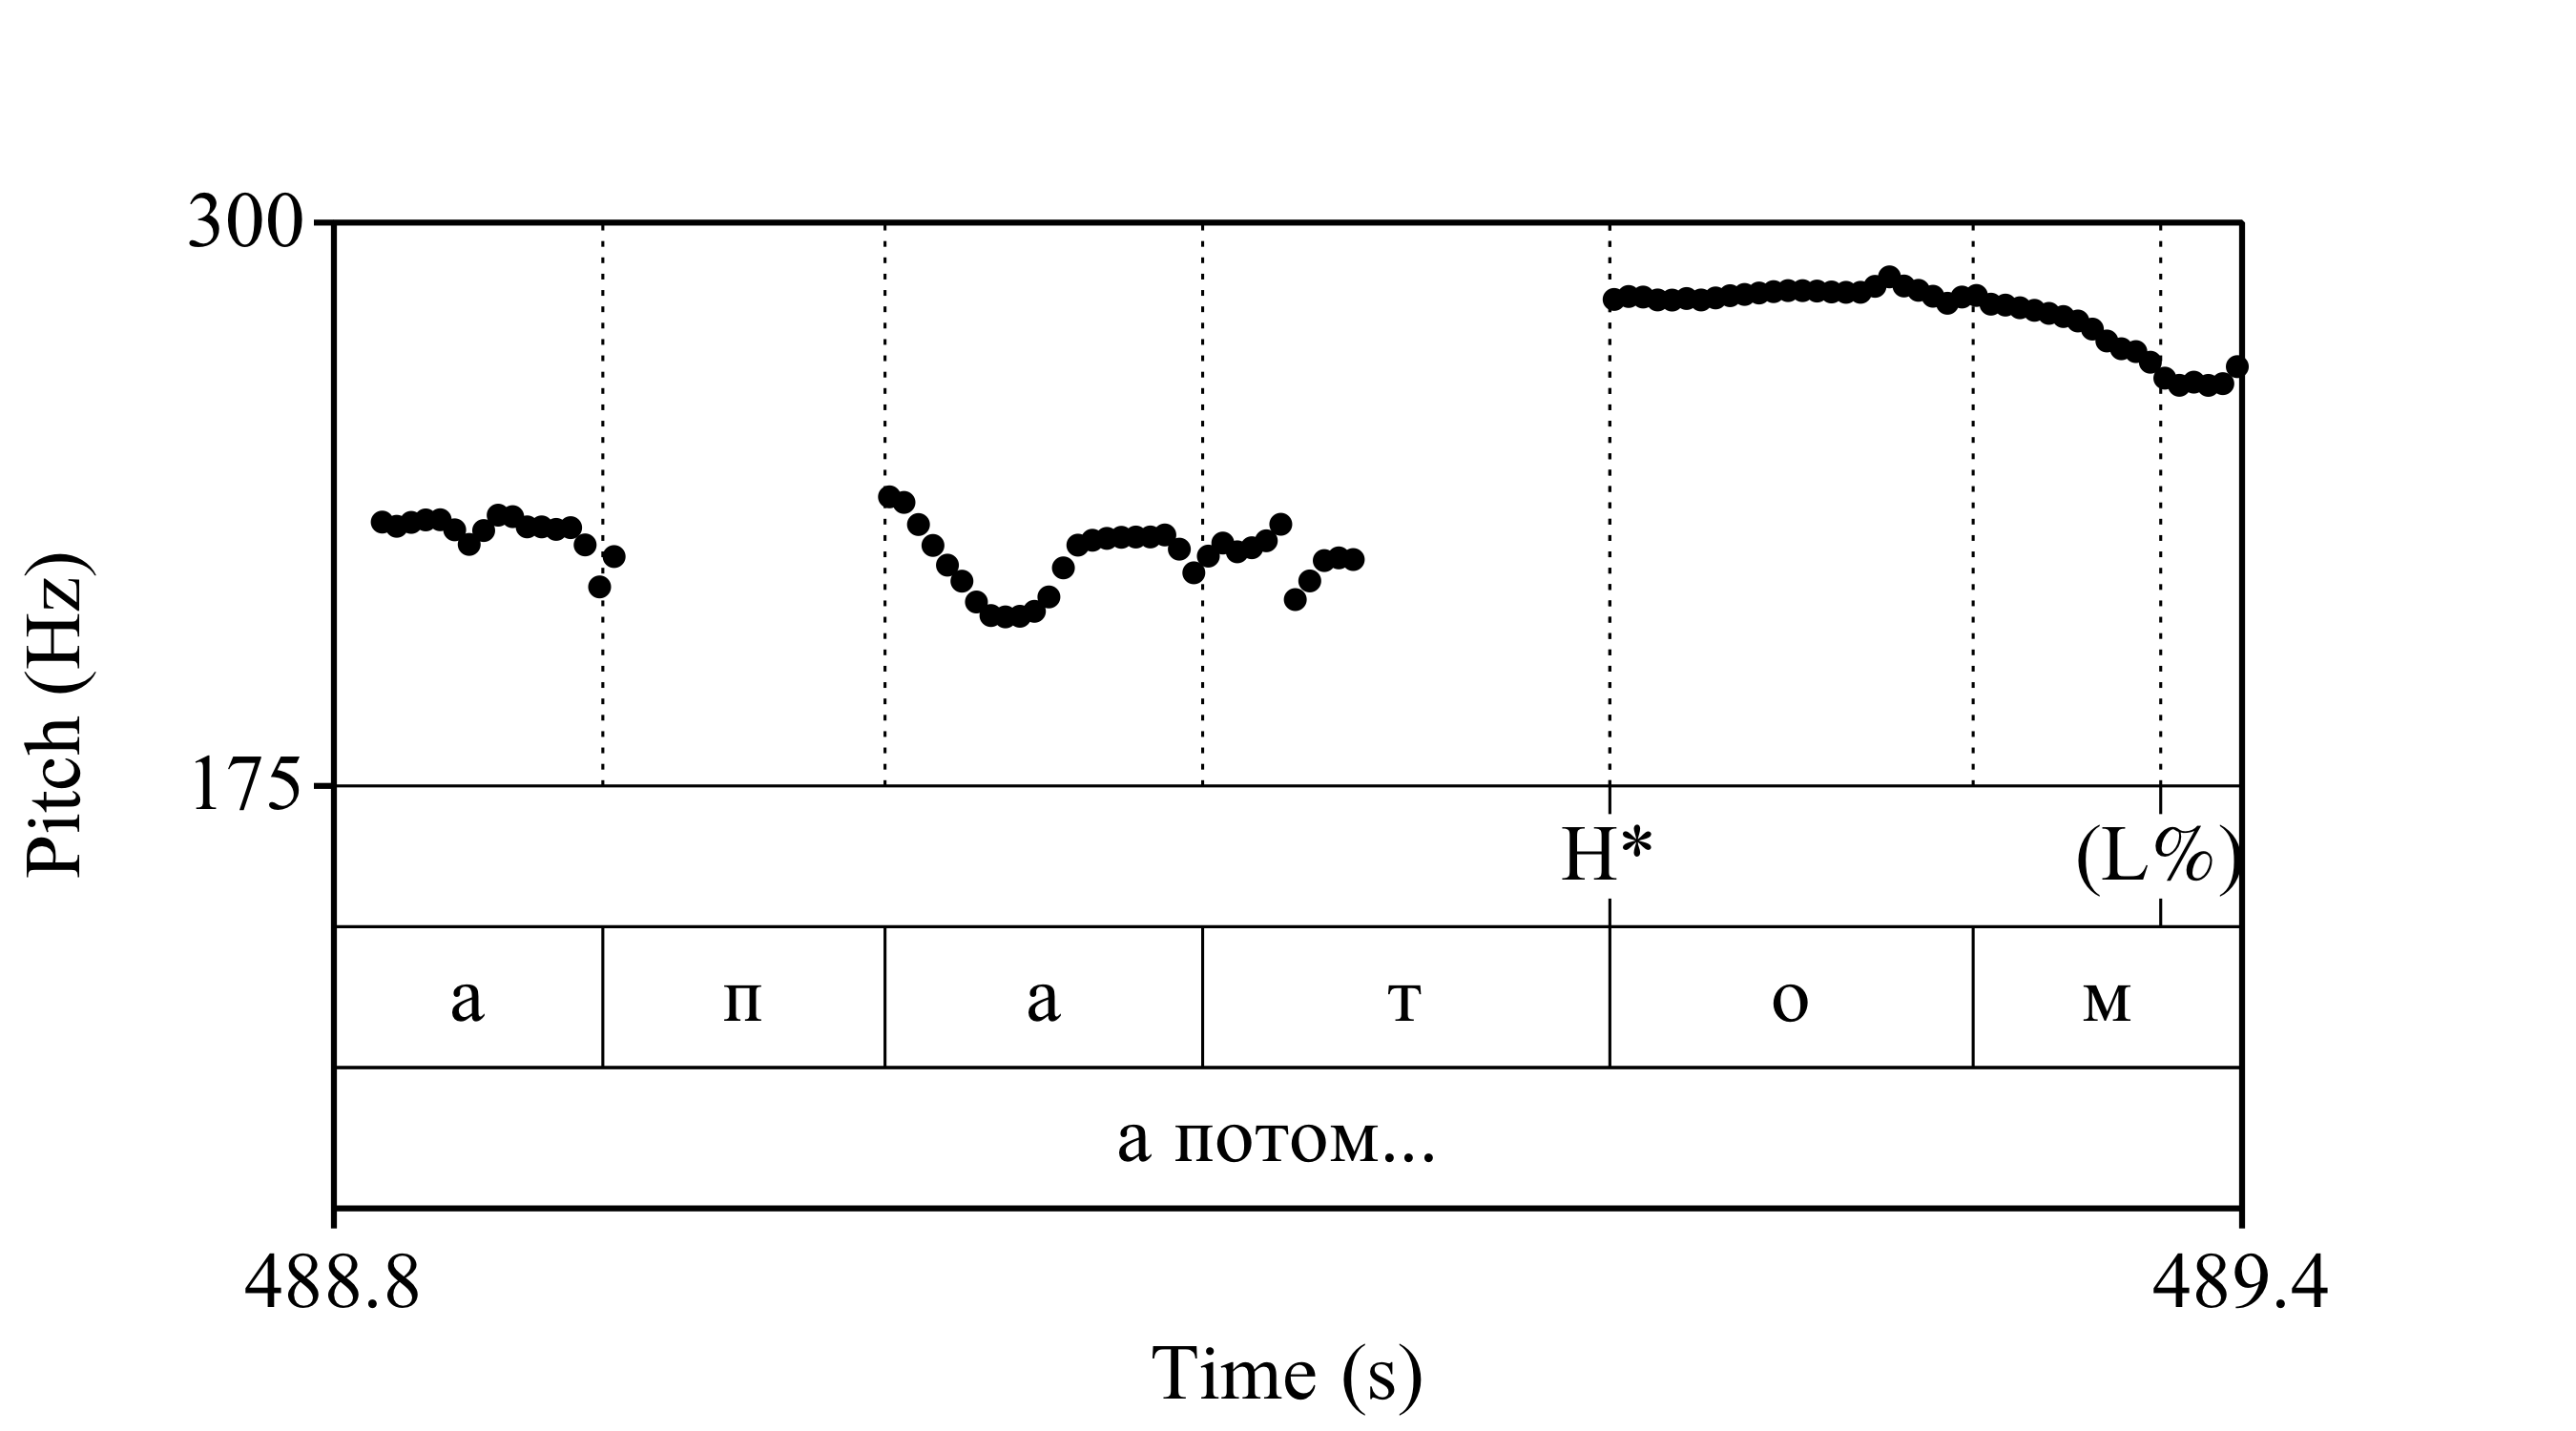 300
175
Pitch (Hz)
H* (L%)
а п а т о м
а потом...
488.8 489.4
Time (s)